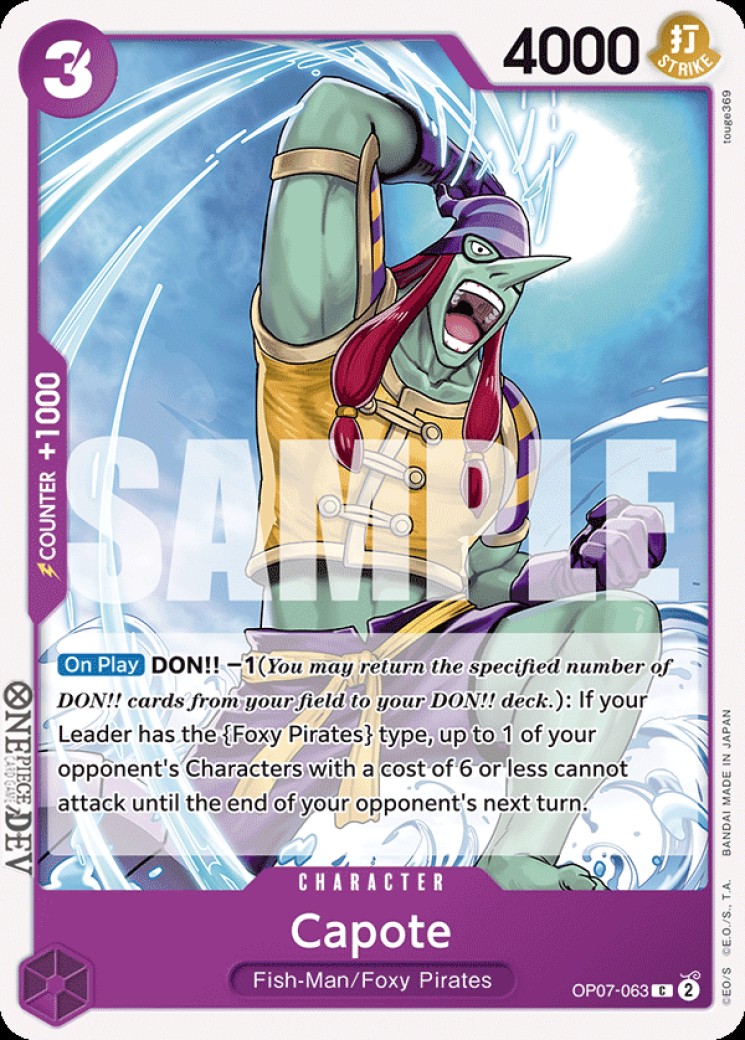 3
4000
打
STRIKE
touge369
COUNTER +1000
SAMPLE
On Play DON!! −1(You may return the specified number of
DON!! cards from your field to your DON!! deck.): If your
Leader has the {Foxy Pirates} type, up to 1 of your
opponent's Characters with a cost of 6 or less cannot
attack until the end of your opponent's next turn.
ONE PIECE
CARD GAME
.DEV
©EO/S ©E.O./S., T.A. BANDAI MADE IN JAPAN
CHARACTER
Capote
Fish-Man/Foxy Pirates
OP07-063 C 2